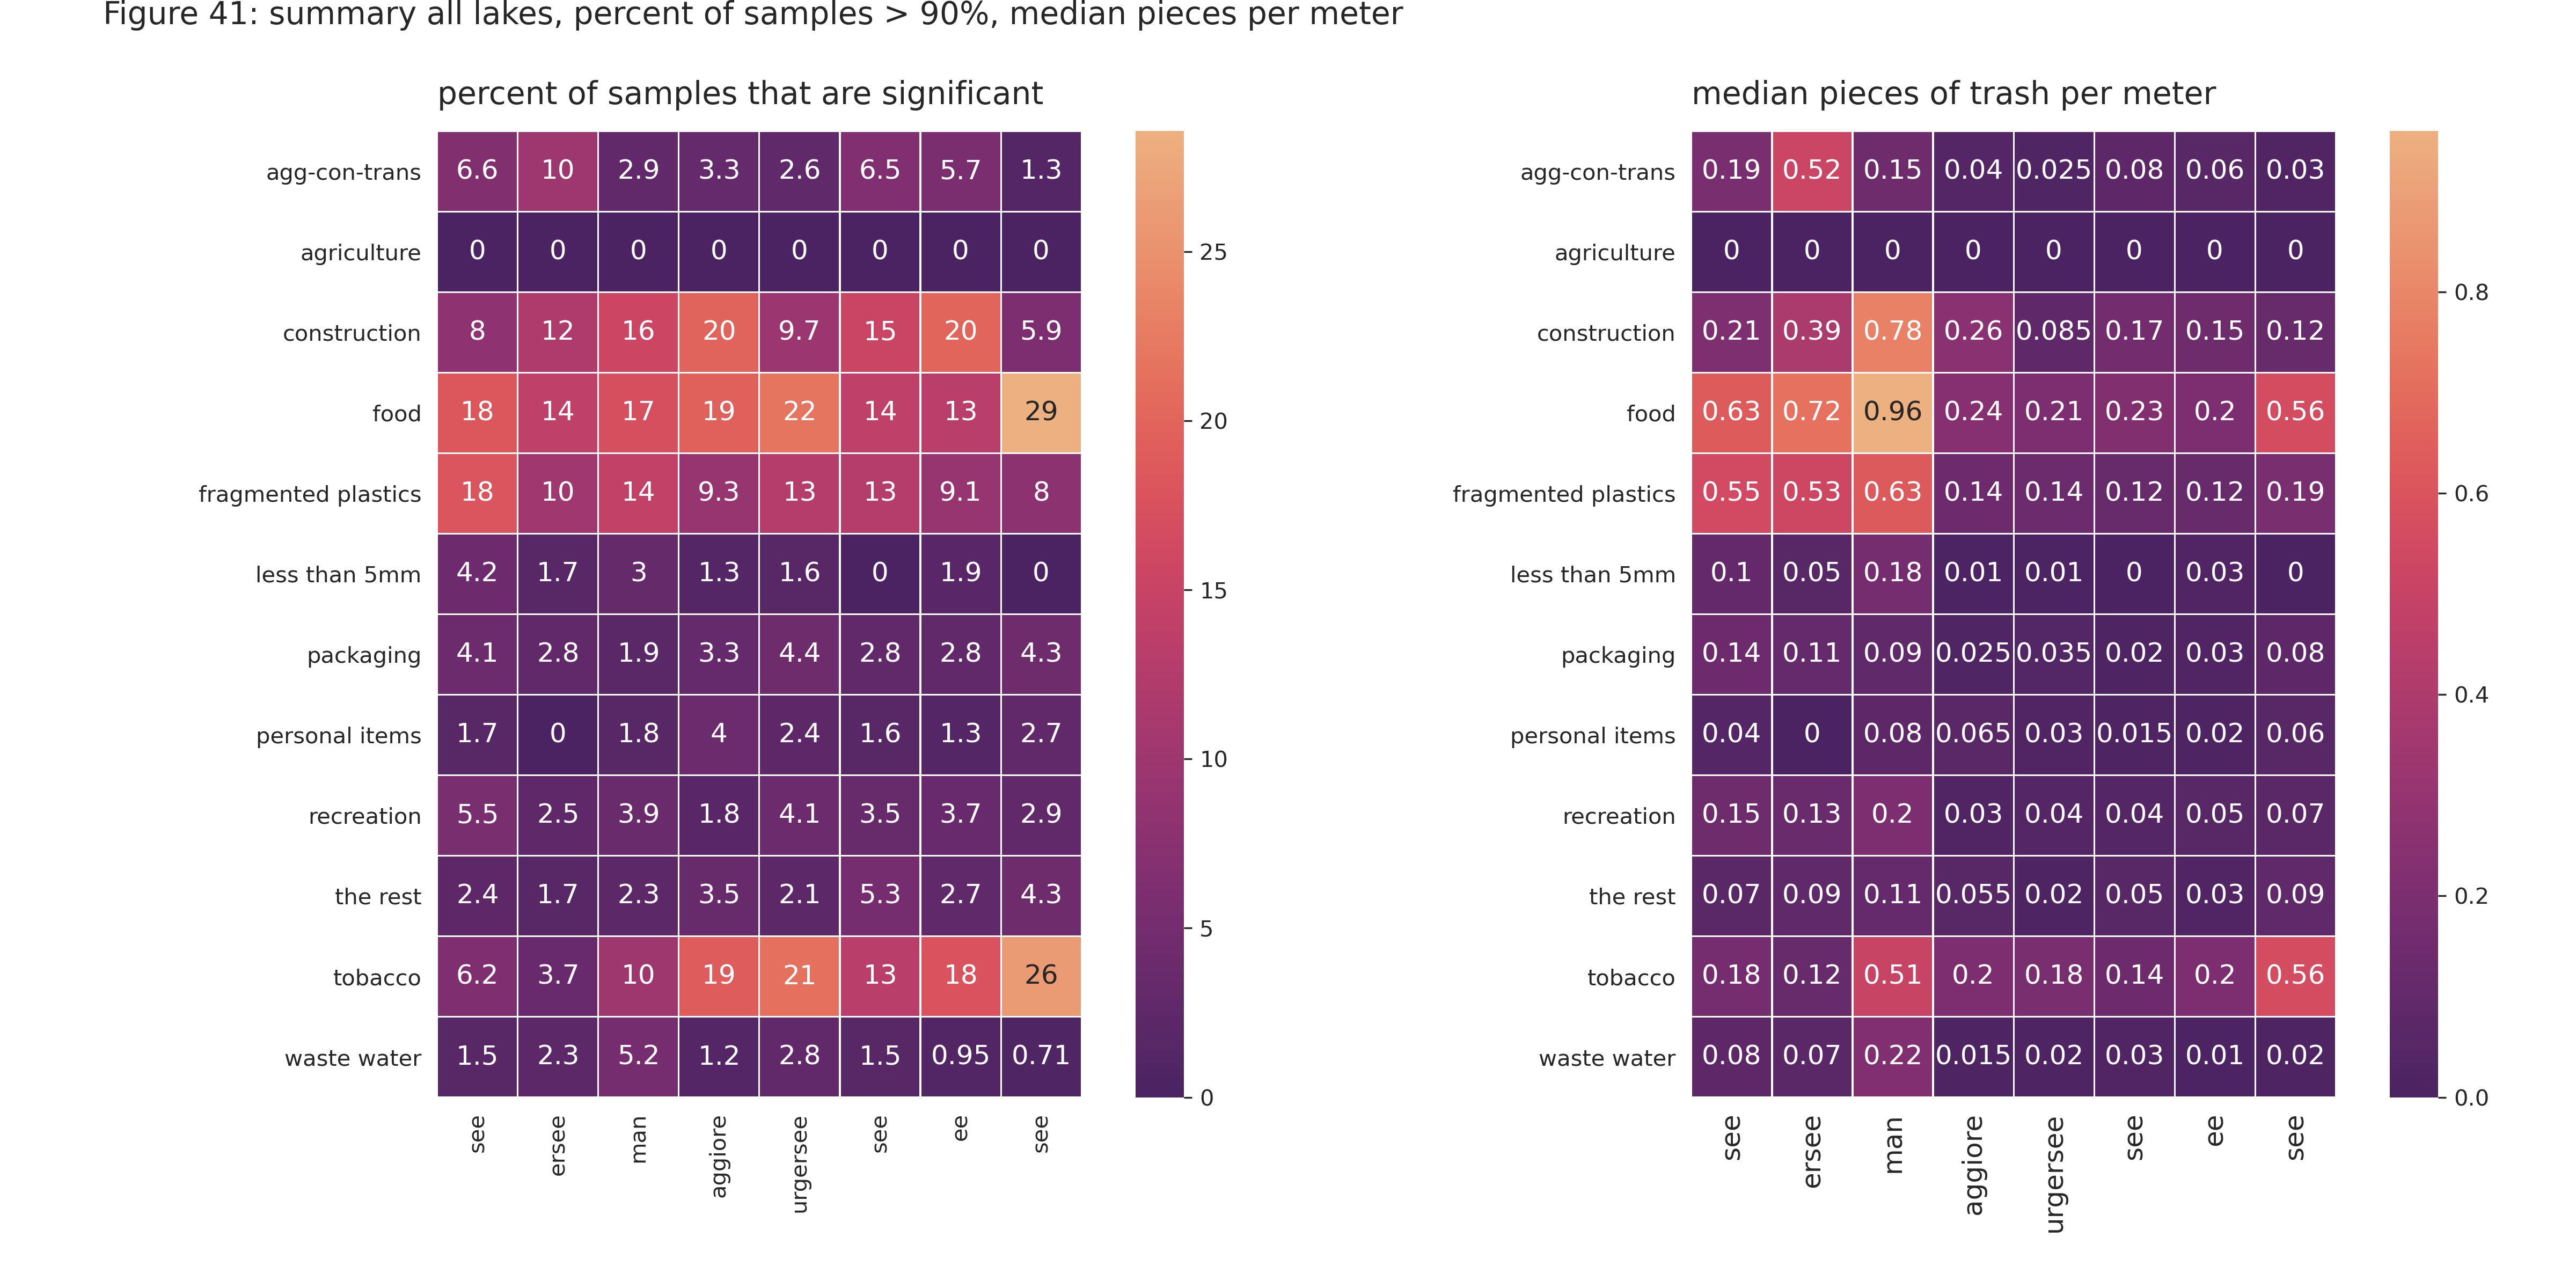 Figure 41: summary all lakes, percent of samples > 90%, median pieces per meter
percent of samples that are significant
agg-con-trans 6.6 10 2.9 3.3 2.6 6.5 5.7 1.3
agriculture 0 0 0 0 0 0 0 0
construction 8 12 16 20 9.7 15 20 5.9
food 18 14 17 19 22 14 13 29
fragmented plastics 18 10 14 9.3 13 13 9.1 8
less than 5mm 4.2 1.7 3 1.3 1.6 0 1.9 0
packaging 4.1 2.8 1.9 3.3 4.4 2.8 2.8 4.3
personal items 1.7 0 1.8 4 2.4 1.6 1.3 2.7
recreation 5.5 2.5 3.9 1.8 4.1 3.5 3.7 2.9
the rest 2.4 1.7 2.3 3.5 2.1 5.3 2.7 4.3
tobacco 6.2 3.7 10 19 21 13 18 26
waste water 1.5 2.3 5.2 1.2 2.8 1.5 0.95 0.71
see ersee man aggiore urgersee see ee see
25
20
15
10
5
0
median pieces of trash per meter
agg-con-trans 0.19 0.52 0.15 0.04 0.025 0.08 0.06 0.03
agriculture 0 0 0 0 0 0 0 0
construction 0.21 0.39 0.78 0.26 0.085 0.17 0.15 0.12
food 0.63 0.72 0.96 0.24 0.21 0.23 0.2 0.56
fragmented plastics 0.55 0.53 0.63 0.14 0.14 0.12 0.12 0.19
less than 5mm 0.1 0.05 0.18 0.01 0.01 0 0.03 0
packaging 0.14 0.11 0.09 0.025 0.035 0.02 0.03 0.08
personal items 0.04 0 0.08 0.065 0.03 0.015 0.02 0.06
recreation 0.15 0.13 0.2 0.03 0.04 0.04 0.05 0.07
the rest 0.07 0.09 0.11 0.055 0.02 0.05 0.03 0.09
tobacco 0.18 0.12 0.51 0.2 0.18 0.14 0.2 0.56
waste water 0.08 0.07 0.22 0.015 0.02 0.03 0.01 0.02
see ersee man aggiore urgersee see ee see
0.8
0.6
0.4
0.2
0.0